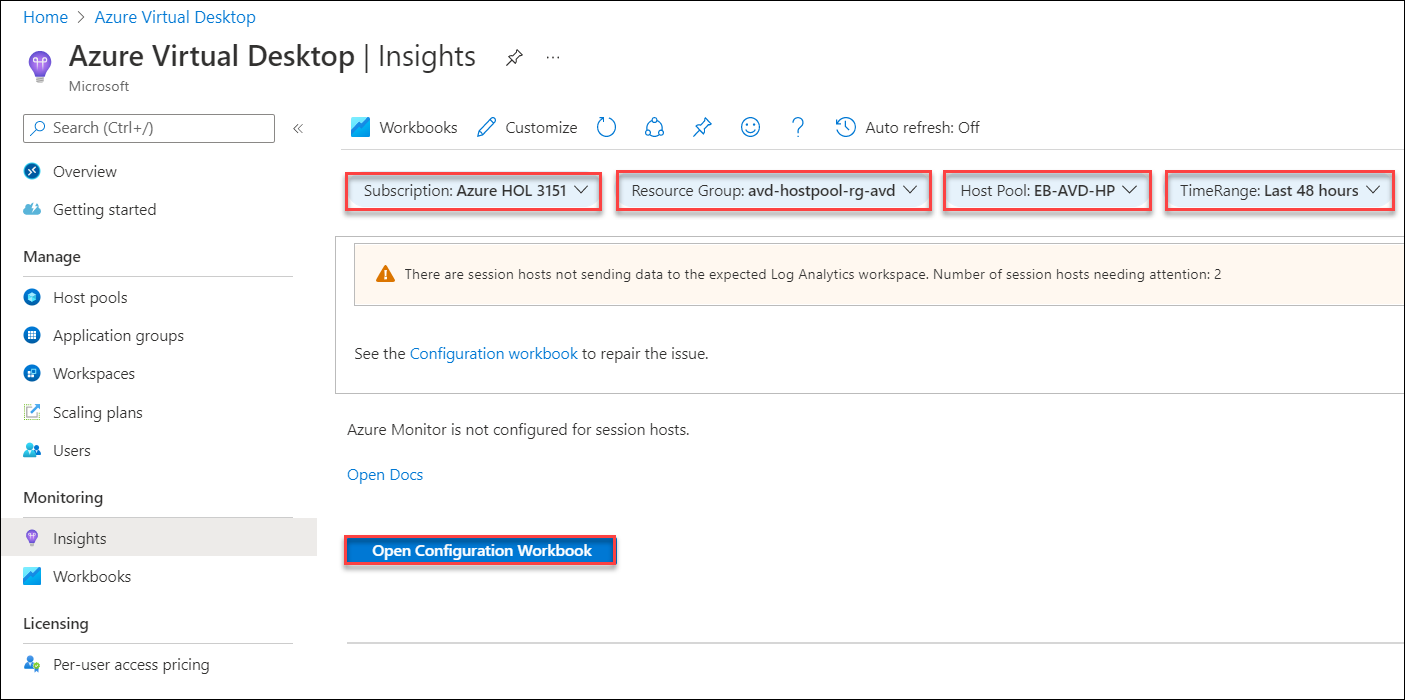 Home > Azure Virtual Desktop
Azure Virtual Desktop | Insights ...
Microsoft
Search (Ctrl+/) «
Overview
Getting started
Manage
Host pools
Application groups
Workspaces
Scaling plans
Users
Monitoring
Insights
Workbooks
Licensing
Per-user access pricing
Workbooks Customize ? Auto refresh: Off
Subscription: Azure HOL 3151 Resource Group: avd-hostpool-rg-avd Host Pool: EB-AVD-HP TimeRange: Last 48 hours
There are session hosts not sending data to the expected Log Analytics workspace. Number of session hosts needing attention: 2
See the Configuration workbook to repair the issue.
Azure Monitor is not configured for session hosts.
Open Docs
Open Configuration Workbook